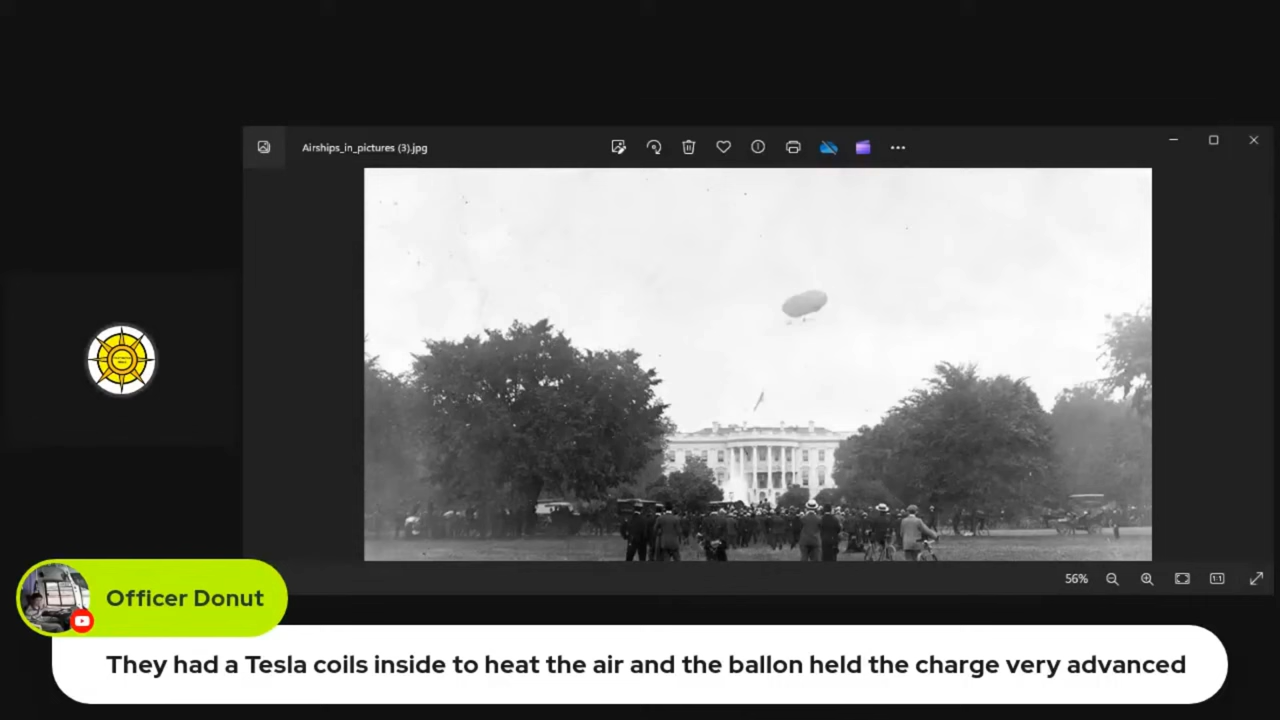 Airships_in_pictures (3).jpg
56%
Officer Donut
They had a Tesla coils inside to heat the air and the ballon held the charge very advanced